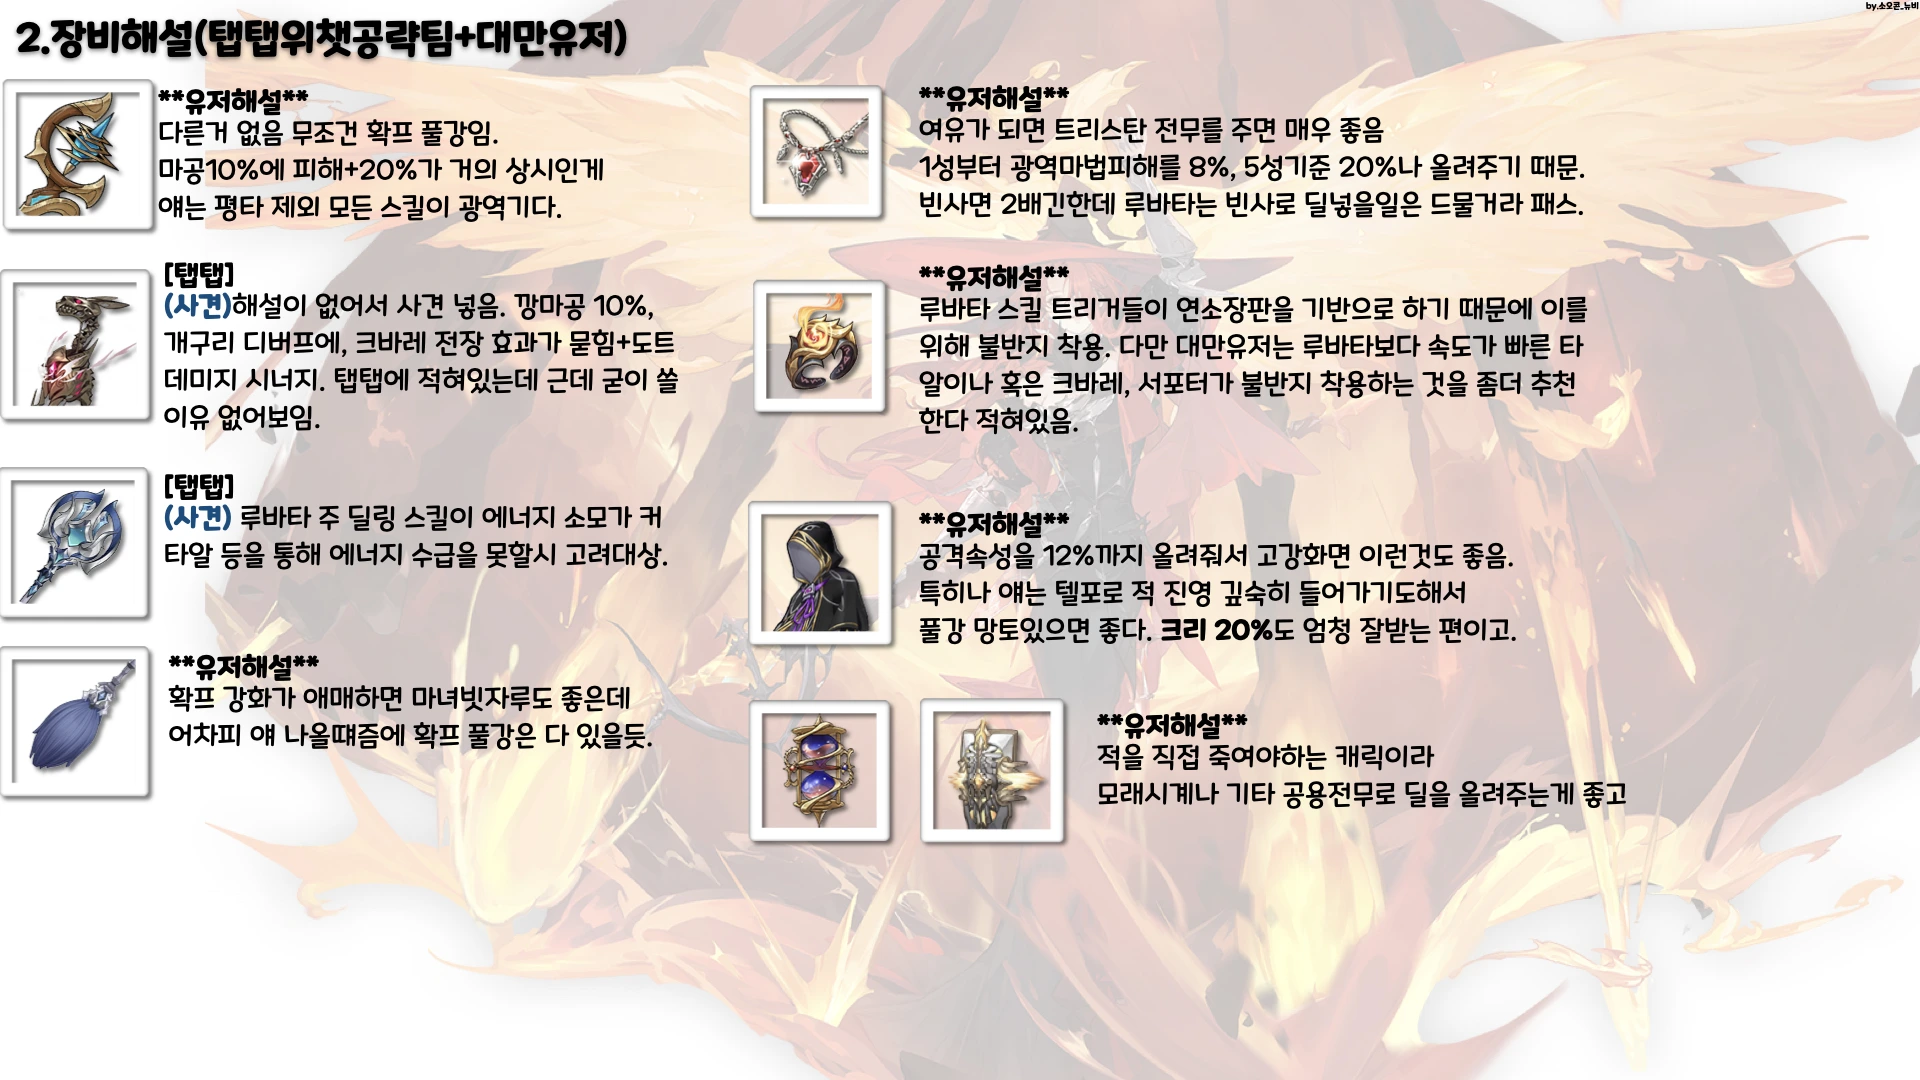 by.소오콘_뉴비
2.장비해설(탭탭위챗공략팀+대만유저)
**유저해설**
다른거 없음 무조건 확프 풀강임.
마공10%에 피해+20%가 거의 상시인게
얘는 평타 제외 모든 스킬이 광역기다.
[탭탭]
(사견)해설이 없어서 사견 넣음. 깡마공 10%,
개구리 디버프에, 크바레 전장 효과가 묻힘+도트
데미지 시너지. 탭탭에 적혀있는데 근데 굳이 쓸
이유 없어보임.
[탭탭]
(사견) 루바타 주 딜링 스킬이 에너지 소모가 커
타알 등을 통해 에너지 수급을 못할시 고려대상.
**유저해설**
확프 강화가 애매하면 마녀빗자루도 좋은데
어차피 얘 나올떄즘에 확프 풀강은 다 있을듯.
**유저해설**
여유가 되면 트리스탄 전무를 주면 매우 좋음
1성부터 광역마법피해를 8%, 5성기준 20%나 올려주기 때문.
빈사면 2배긴한데 루바타는 빈사로 딜넣을일은 드물거라 패스.
**유저해설**
루바타 스킬 트리거들이 연소장판을 기반으로 하기 때문에 이를
위해 불반지 착용. 다만 대만유저는 루바타보다 속도가 빠른 타
알이나 혹은 크바레, 서포터가 불반지 착용하는 것을 좀더 추천
한다 적혀있음.
**유저해설**
공격속성을 12%까지 올려줘서 고강화면 이런것도 좋음.
특히나 얘는 텔포로 적 진영 깊숙히 들어가기도해서
풀강 망토있으면 좋다. 크리 20%도 엄청 잘받는 편이고.
**유저해설**
적을 직접 죽여야하는 캐릭이라
모래시계나 기타 공용전무로 딜을 올려주는게 좋고